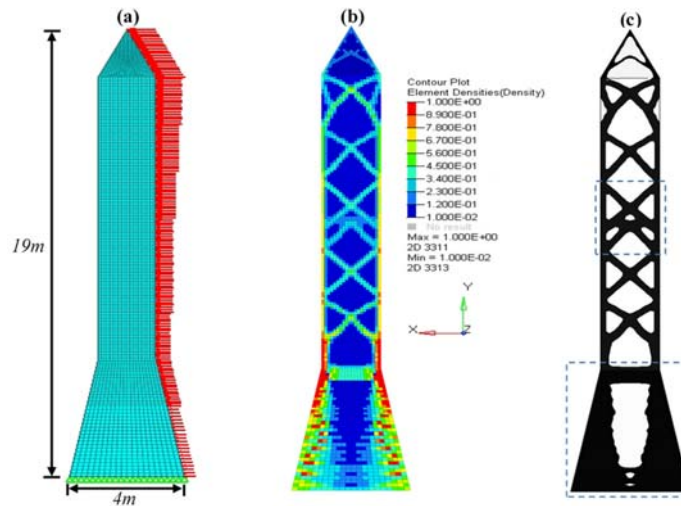 (a)
(b)
(c)
19m
4m
Contour Plot
Element Densities(Density)
1.000E+00
8.900E-01
7.800E-01
6.700E-01
5.600E-01
4.500E-01
3.400E-01
2.300E-01
1.200E-01
1.000E-02
No result
Max = 1.000E+00
2D 3311
Min = 1.000E-02
2D 3313
Y
X
Z